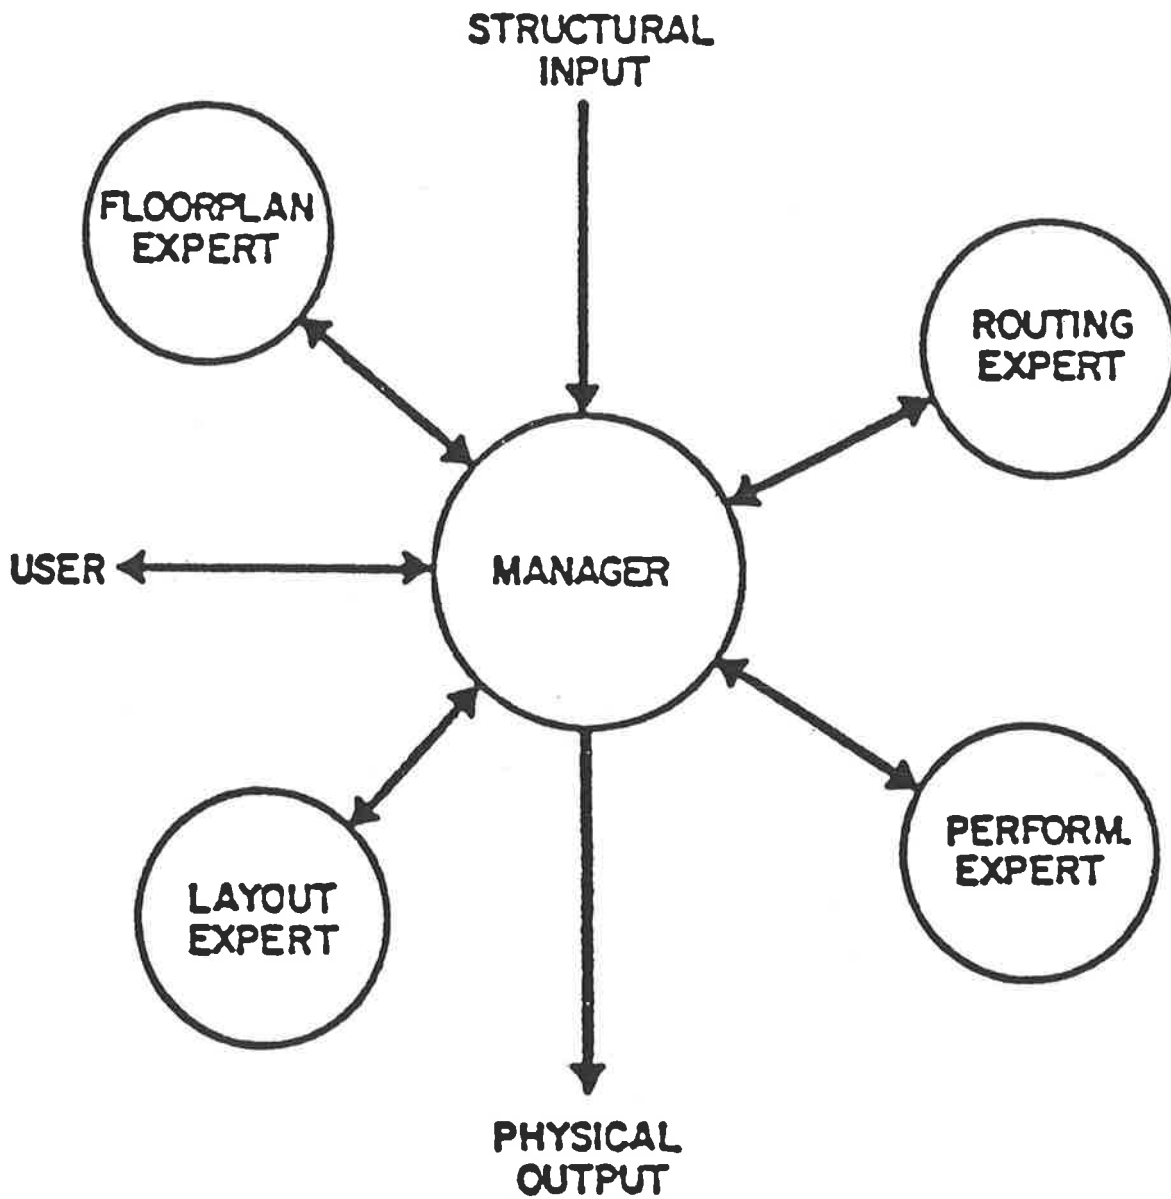 STRUCTURAL
INPUT
FLOORPLAN
EXPERT
ROUTING
EXPERT
USER
MANAGER
PERFORM.
EXPERT
LAYOUT
EXPERT
PHYSICAL
OUTPUT